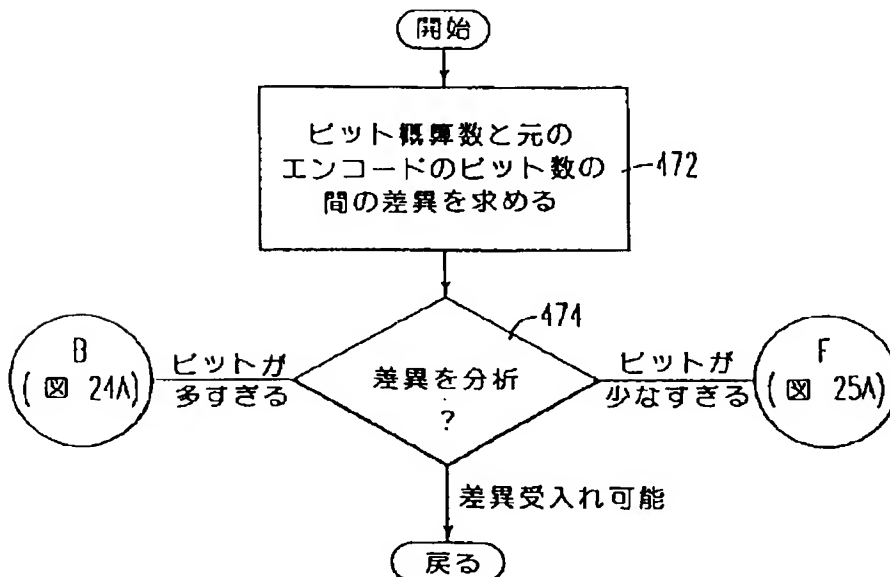 開始
ビット概算数と元の
エンコードのビット数の
間の差異を求める
472
474
B
(図 24A)
ビットが
多すぎる
差異を分析
?
ビットが
少なすぎる
F
(図 25A)
差異受入れ可能
戻る